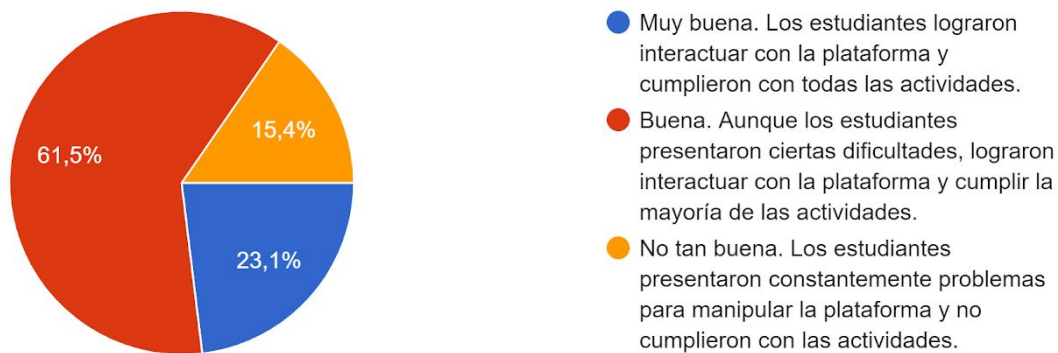 15,4%
61,5%
23,1%
Muy buena. Los estudiantes lograron
interactuar con la plataforma y
cumplieron con todas las actividades.
Buena. Aunque los estudiantes
presentaron ciertas dificultades, lograron
interactuar con la plataforma y cumplir la
mayoría de las actividades.
No tan buena. Los estudiantes
presentaron constantemente problemas
para manipular la plataforma y no
cumplieron con las actividades.